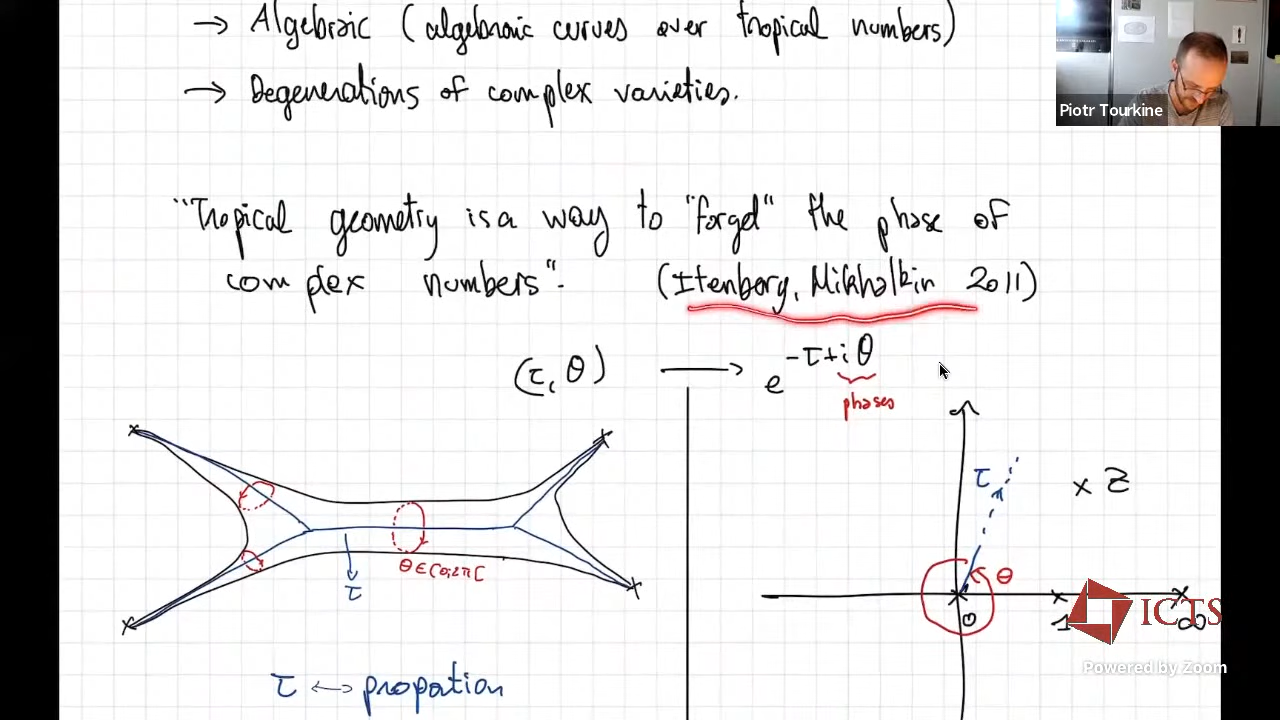 → Algebraic (algebraic curves over tropical numbers)
→ Degenerations of complex varieties.
Piotr Tourkine
"Tropical geometry is a way to "forget" the phase of
complex numbers". (Itenberg, Mikhalkin 2011)
(τ, θ) → e^{-τ+iθ}
phases
τ
× Z
θ ∈ [0,2π[
θ
τ
0
1
∞
ICTS
Powered by Zoom
τ ↔ propation